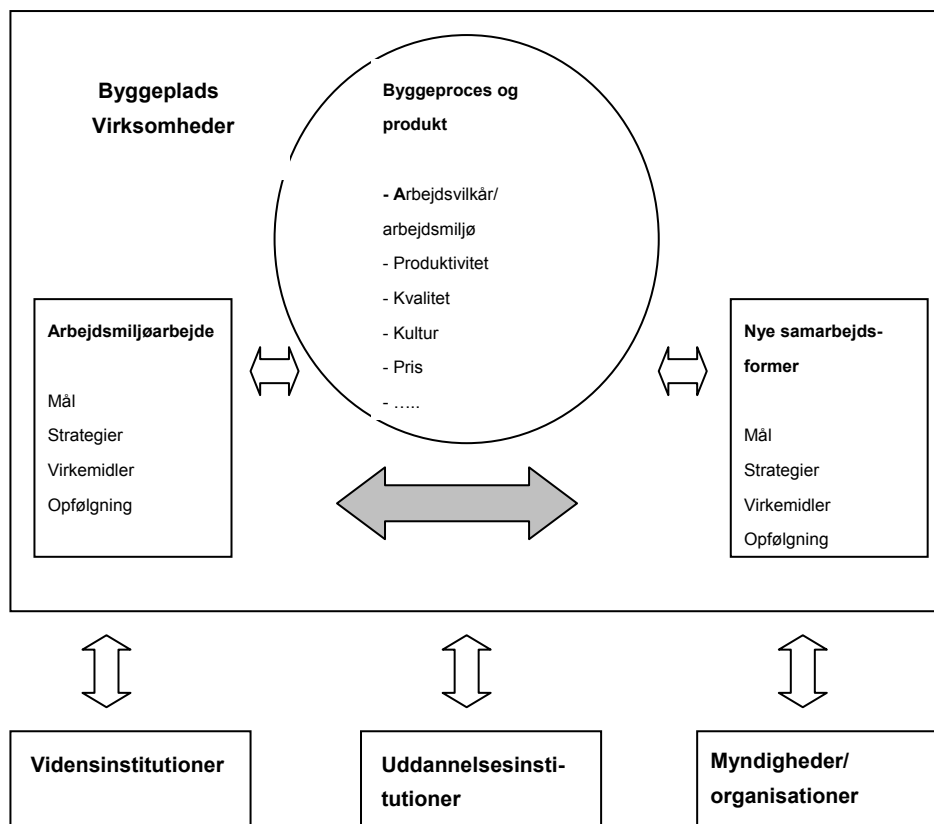 Byggeplads
Virksomheder
Byggeproces og
produkt
- Arbejdsvilkår/
arbejdsmiljø
- Produktivitet
- Kvalitet
- Kultur
- Pris
- .....
Arbejdsmiljøarbejde
Mål
Strategier
Virkemidler
Opfølgning
Nye samarbejds-
former
Mål
Strategier
Virkemidler
Opfølgning
Vidensinstitutioner
Uddannelsesinsti-
tutioner
Myndigheder/
organisationer